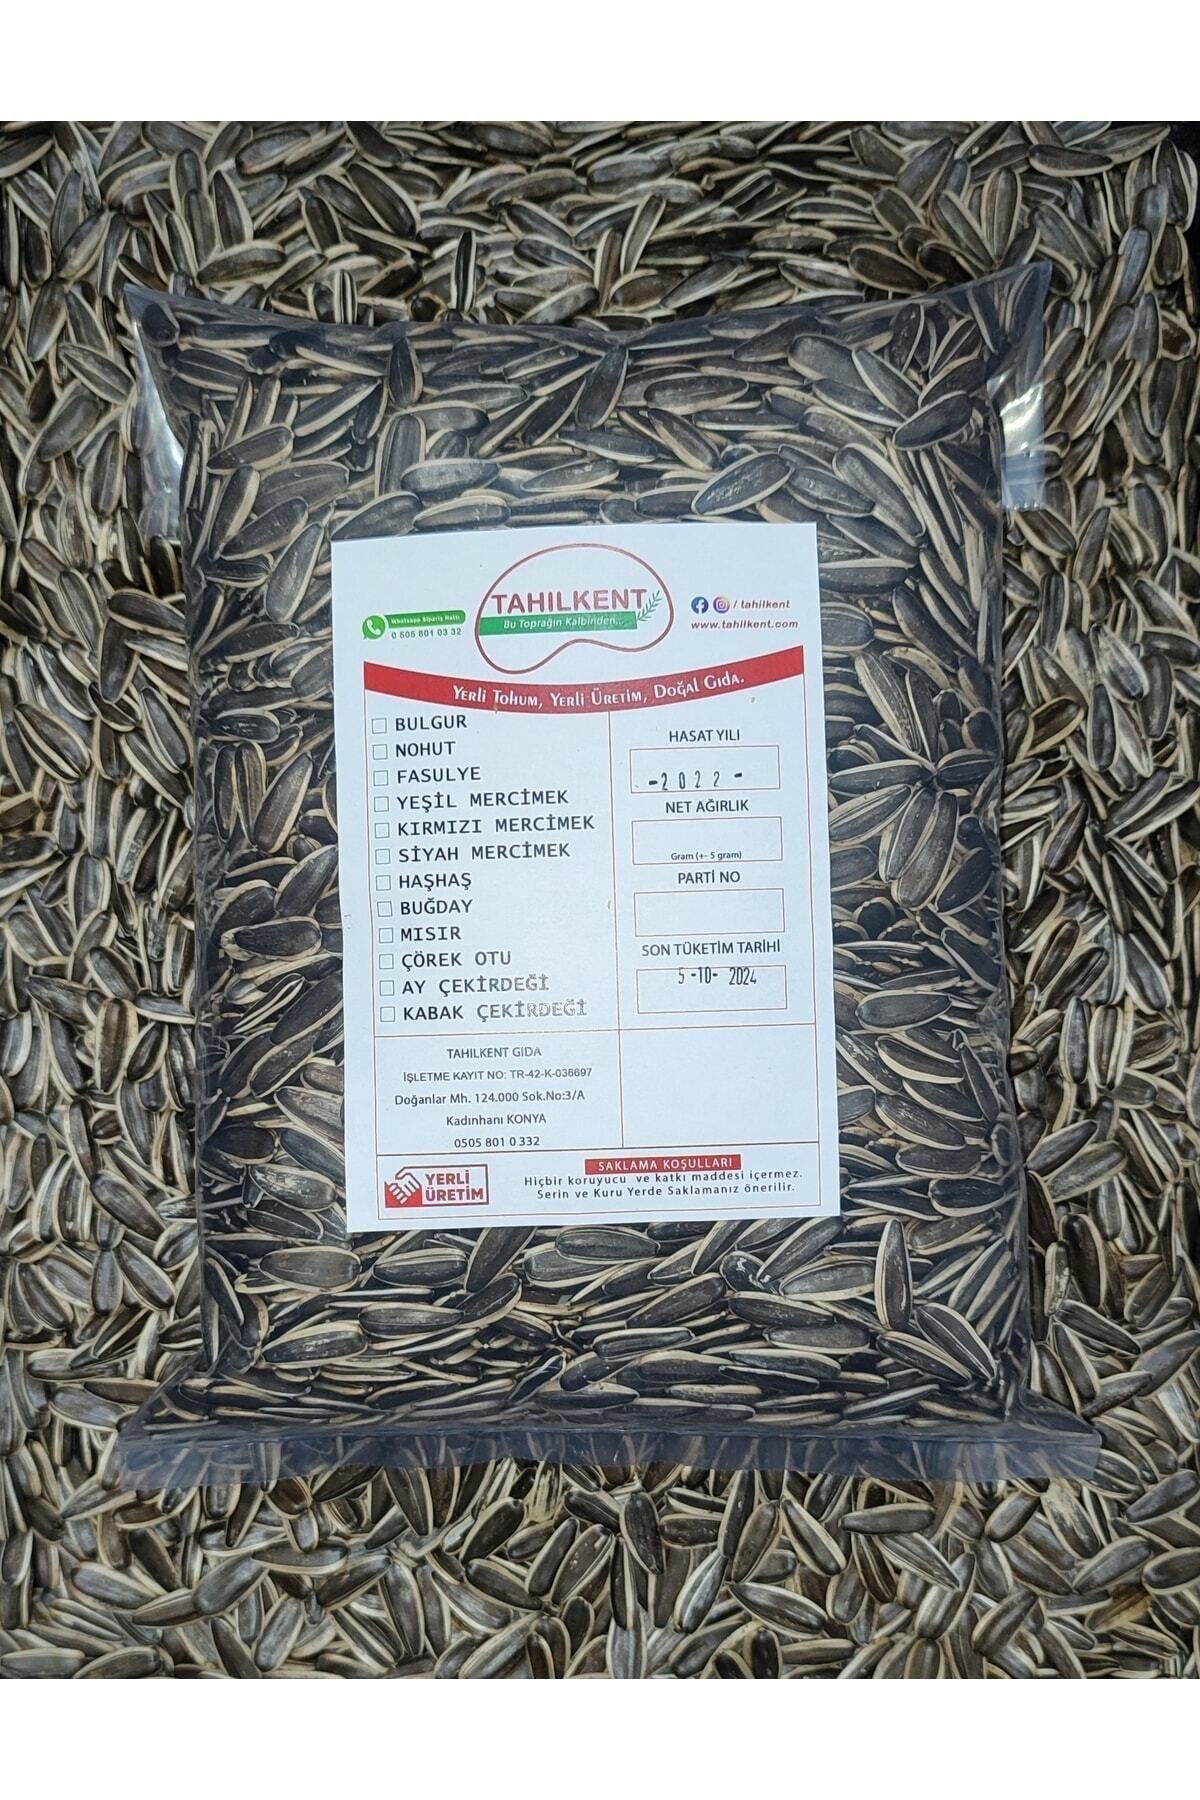 TAHILKENT
Bu Toprağın Kalbinden...
Whatsapp Sipariş Hattı
0 505 801 03 32
/ tahilkent
www.tahilkent.com
Yerli Tohum, Yerli Üretim, Doğal Gıda.
BULGUR
NOHUT
FASULYE
YEŞİL MERCİMEK
KIRMIZI MERCİMEK
SİYAH MERCİMEK
HAŞHAŞ
BUĞDAY
MISIR
ÇÖREK OTU
AY ÇEKİRDEĞİ
KABAK ÇEKİRDEĞİ
HASAT YILI
-2022-
NET AĞIRLIK
Gram (+- 5 gram)
PARTİ NO
SON TÜKETİM TARİHİ
5-10-2024
TAHILKENT GIDA
İŞLETME KAYIT NO: TR-42-K-036697
Doğanlar Mh. 124.000 Sok.No:3/A
Kadınhanı KONYA
0505 801 0 332
YERLİ
ÜRETİM
SAKLAMA KOŞULLARI
Hiçbir koruyucu ve katkı maddesi içermez.
Serin ve Kuru Yerde Saklamanız önerilir.